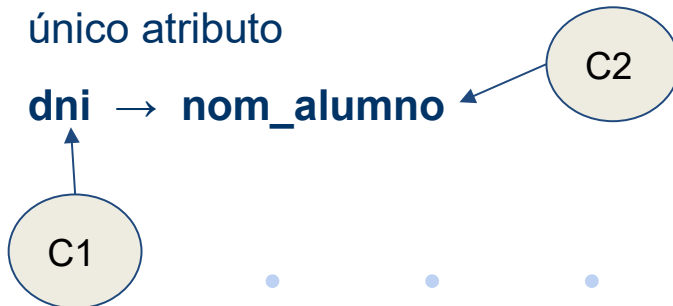 único atributo
C2
dni → nom_alumno
C1